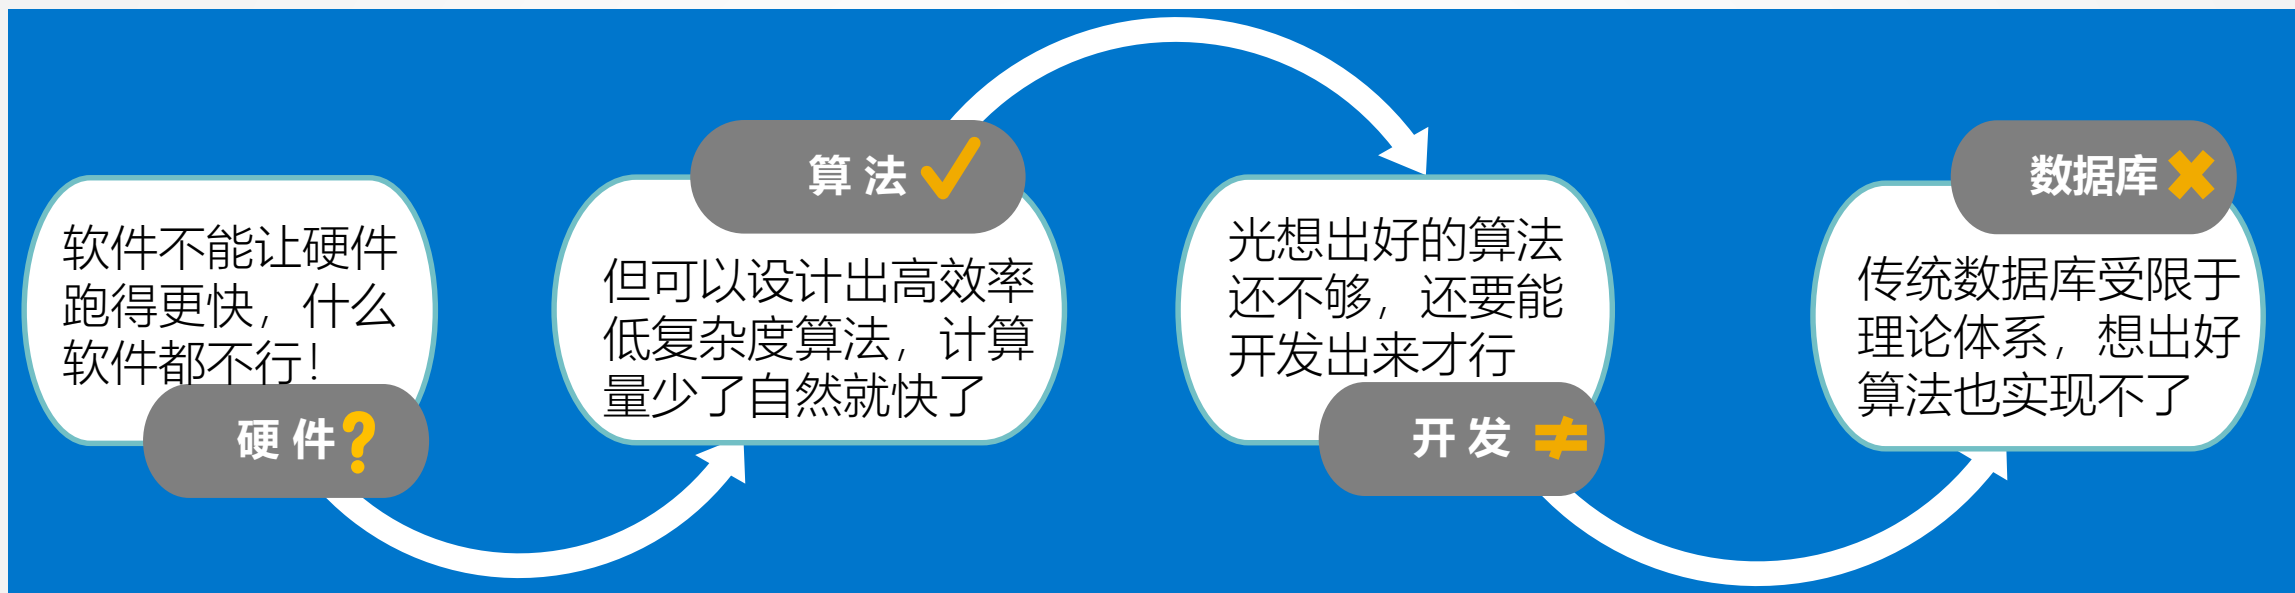 软件不能让硬件
跑得更快，什么
软件都不行！
硬 件 ?
算 法
但可以设计出高效率
低复杂度算法，计算
量少了自然就快了
光想出好的算法
还不够，还要能
开发出来才行
开 发 ≠
数据库
传统数据库受限于
理论体系，想出好
算法也实现不了